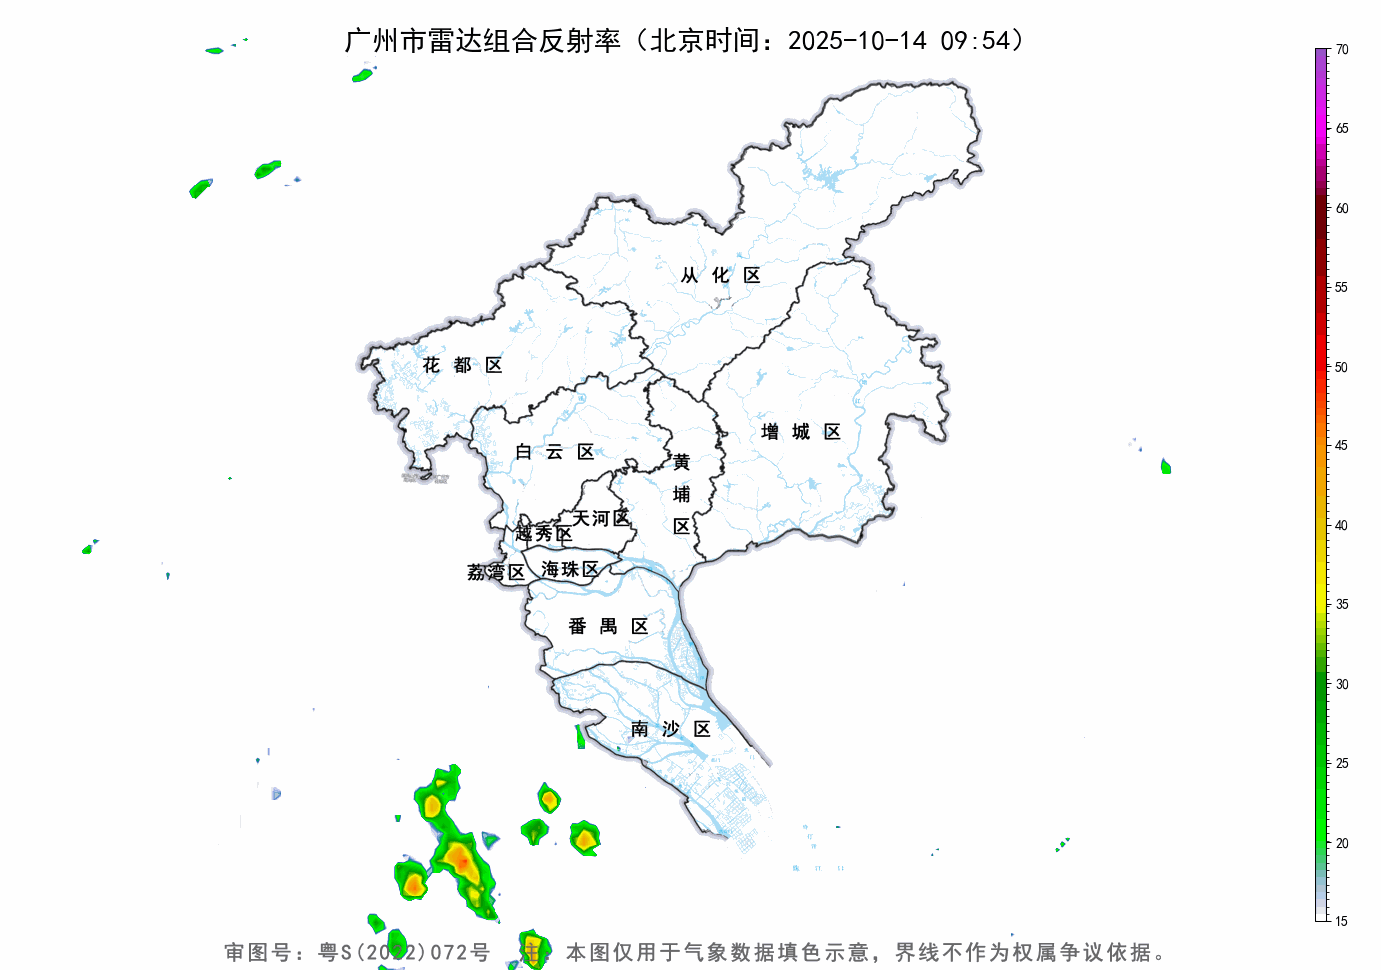 广州市雷达组合反射率（北京时间：2025-10-14 09:54）
70
65
60
55
50
45
40
35
30
25
20
15
从化区
花都区
增城区
白云区
黄埔区
天河区
越秀区
荔湾区
海珠区
番禺区
南沙区
审图号：粤S(2022)072号 注：本图仅用于气象数据填色示意，界线不作为权属争议依据。